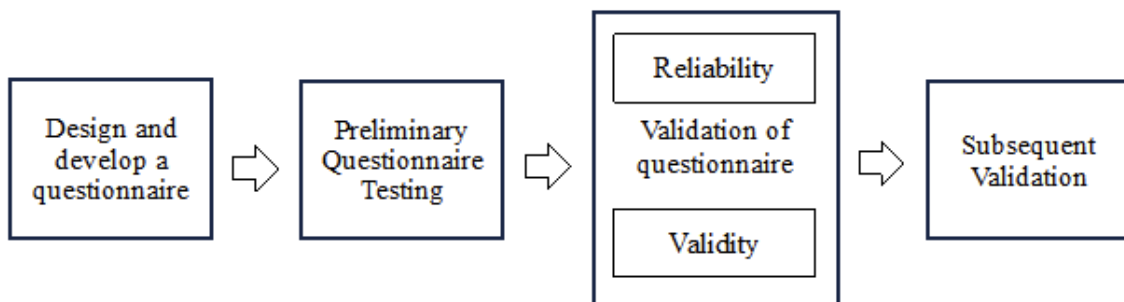 Design and
develop a
questionnaire
Preliminary
Questionnaire
Testing
Reliability
Validation of
questionnaire
Validity
Subsequent
Validation